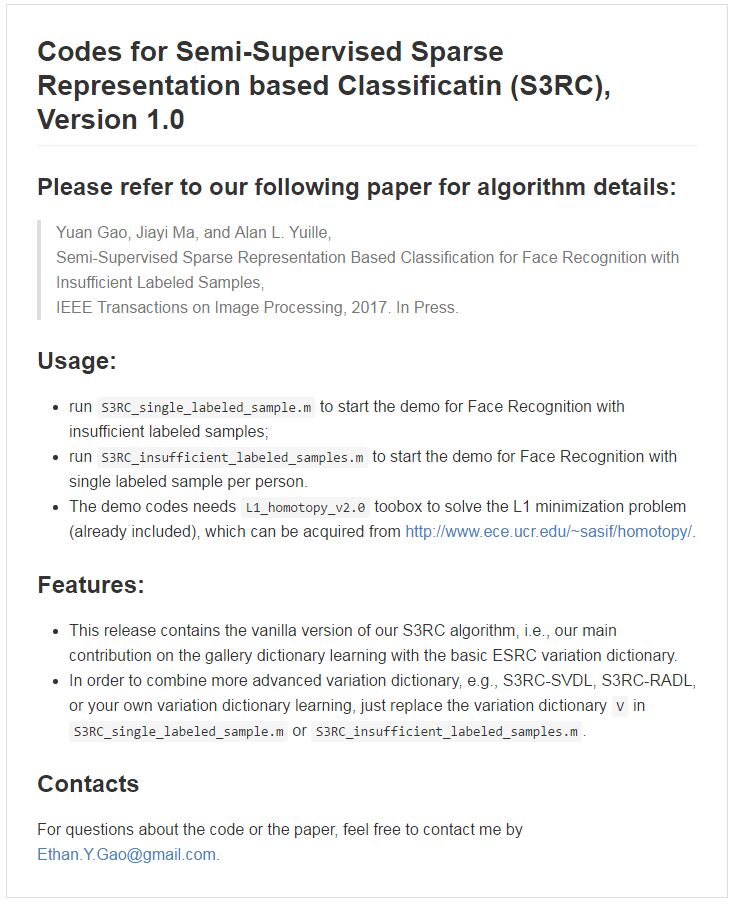 Codes for Semi-Supervised Sparse
Representation based Classificatin (S3RC),
Version 1.0
Please refer to our following paper for algorithm details:
Yuan Gao, Jiayi Ma, and Alan L. Yuille,
Semi-Supervised Sparse Representation Based Classification for Face Recognition with
Insufficient Labeled Samples,
IEEE Transactions on Image Processing, 2017. In Press.
Usage:
• run S3RC_single_labeled_sample.m to start the demo for Face Recognition with
insufficient labeled samples;
• run S3RC_insufficient_labeled_samples.m to start the demo for Face Recognition with
single labeled sample per person.
• The demo codes needs L1_homotopy_v2.0 toobox to solve the L1 minimization problem
(already included), which can be acquired from http://www.ece.ucr.edu/~sasif/homotopy/.
Features:
• This release contains the vanilla version of our S3RC algorithm, i.e., our main
contribution on the gallery dictionary learning with the basic ESRC variation dictionary.
• In order to combine more advanced variation dictionary, e.g., S3RC-SVDL, S3RC-RADL,
or your own variation dictionary learning, just replace the variation dictionary V in
S3RC_single_labeled_sample.m or S3RC_insufficient_labeled_samples.m.
Contacts
For questions about the code or the paper, feel free to contact me by
Ethan.Y.Gao@gmail.com.